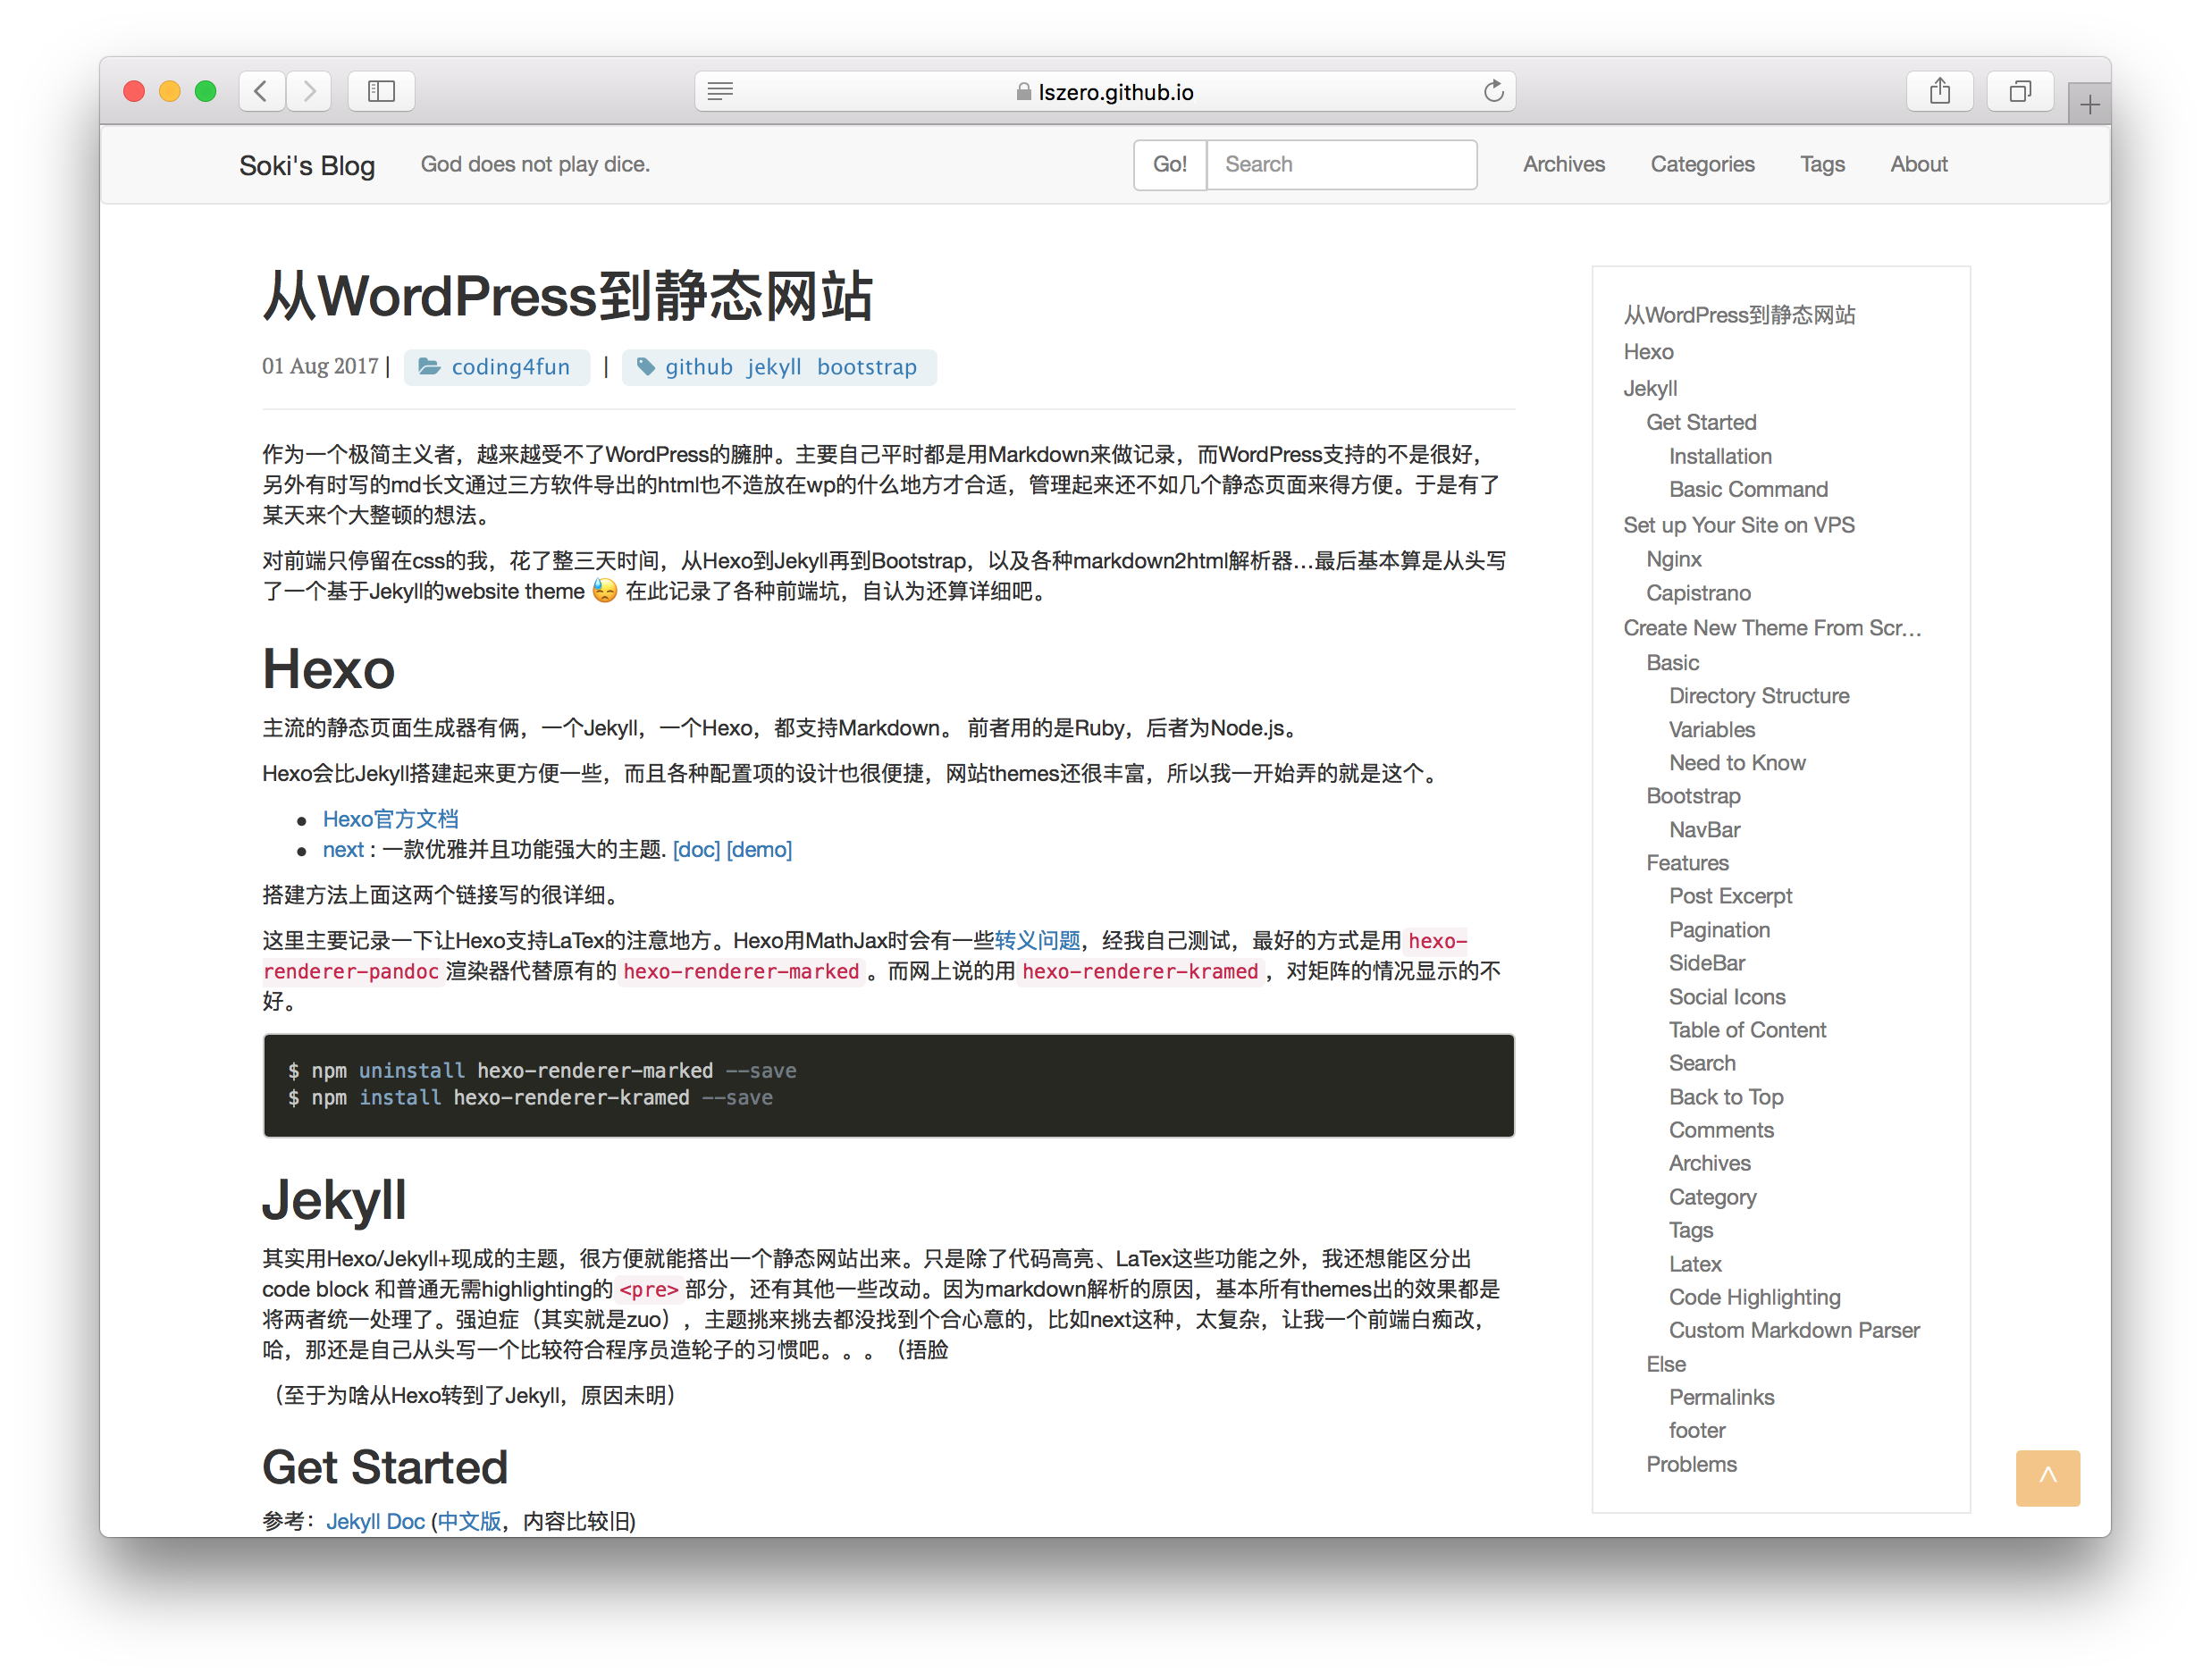 lszero.github.io
Soki's Blog
God does not play dice.
Go!
Search
Archives
Categories
Tags
About
从WordPress到静态网站
01 Aug 2017 | coding4fun | github jekyll bootstrap
作为一个极简主义者，越来越受不了WordPress的臃肿。主要自己平时都是用Markdown来做记录，而WordPress支持的不是很好，
另外有时写的md长文通过三方软件导出的html也不造放在wp的什么地方才合适，管理起来还不如几个静态页面来得方便。于是有了
某天来个大整顿的想法。
对前端只停留在css的我，花了整三天时间，从Hexo到Jekyll再到Bootstrap，以及各种markdown2html解析器...最后基本算是从头写
了一个基于Jekyll的website theme 😓 在此记录了各种前端坑，自认为还算详细吧。
Hexo
主流的静态页面生成器有俩，一个Jekyll，一个Hexo，都支持Markdown。 前者用的是Ruby，后者为Node.js。
Hexo会比Jekyll搭建起来更方便一些，而且各种配置项的设计也很便捷，网站themes还很丰富，所以我一开始弄的就是这个。
• Hexo官方文档
• next : 一款优雅并且功能强大的主题. [doc] [demo]
搭建方法上面这两个链接写的很详细。
这里主要记录一下让Hexo支持LaTex的注意地方。Hexo用MathJax时会有一些转义问题，经我自己测试，最好的方式是用 hexo-
renderer-pandoc 渲染器代替原有的 hexo-renderer-marked 。而网上说的用 hexo-renderer-kramed ，对矩阵的情况显示的不
好。
$ npm uninstall hexo-renderer-marked --save
$ npm install hexo-renderer-kramed --save
Jekyll
其实用Hexo/Jekyll+现成的主题，很方便就能搭出一个静态网站出来。只是除了代码高亮、LaTex这些功能之外，我还想能区分出
code block 和普通无需highlighting的 <pre> 部分，还有其他一些改动。因为markdown解析的原因，基本所有themes出的效果都是
将两者统一处理了。强迫症（其实就是zuo），主题挑来挑去都没找到个合心意的，比如next这种，太复杂，让我一个前端白痴改，
哈，那还是自己从头写一个比较符合程序员造轮子的习惯吧。。。（捂脸
（至于为啥从Hexo转到了Jekyll，原因未明）
Get Started
参考：Jekyll Doc (中文版，内容比较旧)
从WordPress到静态网站
Hexo
Jekyll
Get Started
Installation
Basic Command
Set up Your Site on VPS
Nginx
Capistrano
Create New Theme From Scr...
Basic
Directory Structure
Variables
Need to Know
Bootstrap
NavBar
Features
Post Excerpt
Pagination
SideBar
Social Icons
Table of Content
Search
Back to Top
Comments
Archives
Category
Tags
Latex
Code Highlighting
Custom Markdown Parser
Else
Permalinks
footer
Problems
^